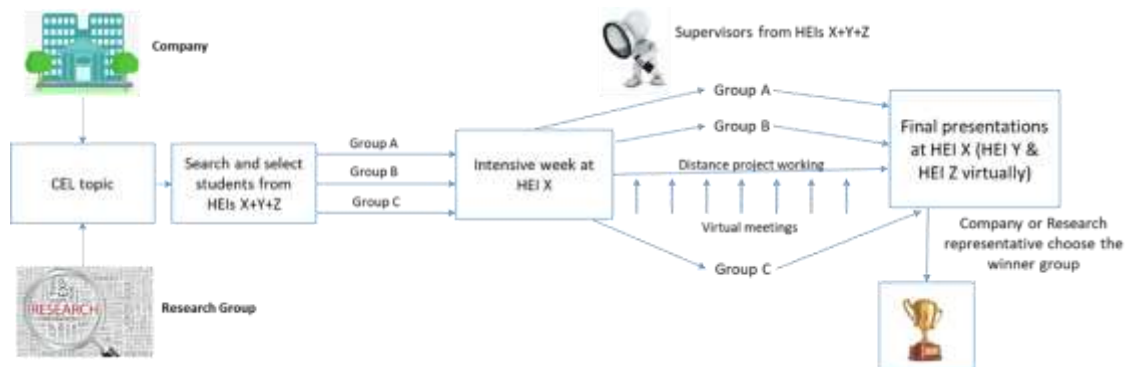 Company
Supervisors from HEIs X+Y+Z
CEL topic
Search and select
students from
HEIs X+Y+Z
Group A
Group B
Group C
Intensive week at
HEI X
Group A
Group B
Distance project working
Virtual meetings
Group C
Final presentations
at HEI X (HEI Y &
HEI Z virtually)
Company or Research
representative choose the
winner group
RESEARCH
Research Group